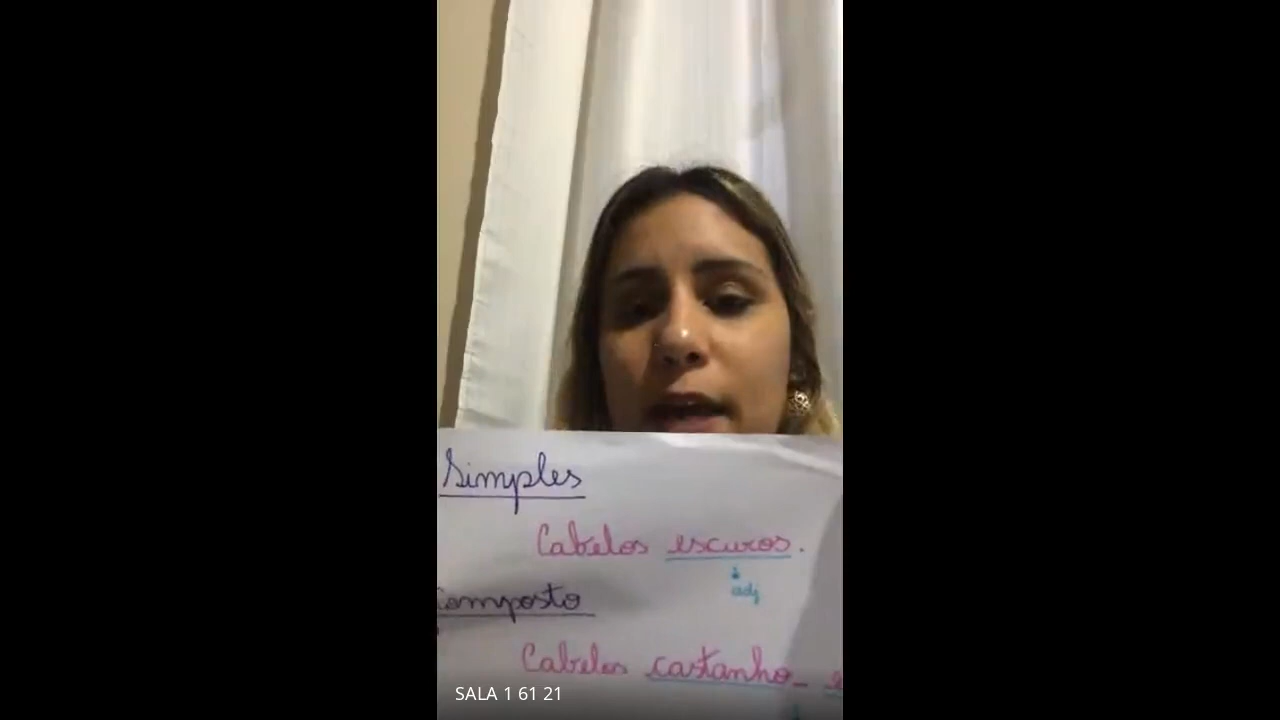 Simples
Cabelos escuros.
adj
Composto
Cabelos castanho-
SALA 1 61 21